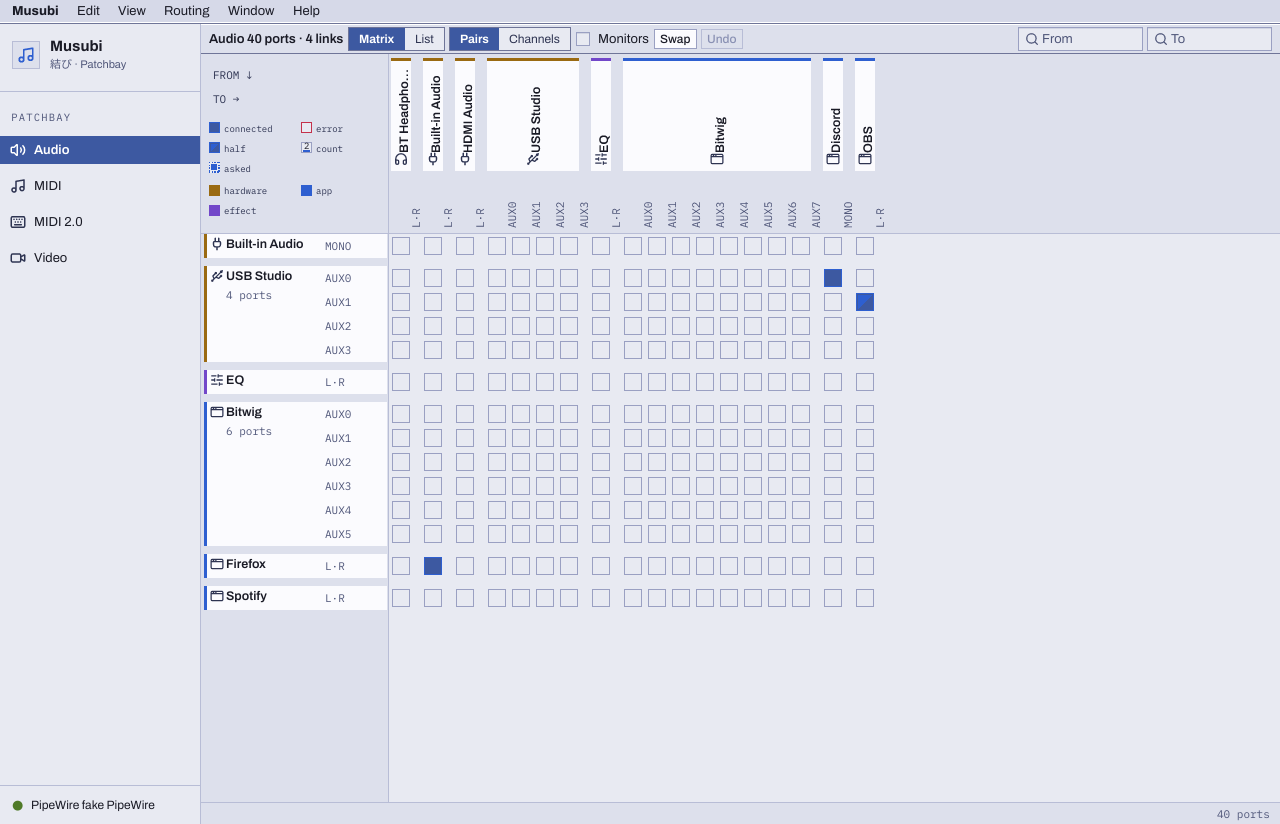 Musubi Edit View Routing Window Help
Musubi
結び · Patchbay
PATCHBAY
Audio
MIDI
MIDI 2.0
Video
PipeWire fake PipeWire
Audio 40 ports · 4 links Matrix List Pairs Channels Monitors Swap Undo From To
FROM ↓
TO →
connected error
half 2 count
asked
hardware app
effect
BT Headpho… Built-in Audio HDMI Audio USB Studio EQ Bitwig Discord OBS
L·R L·R L·R AUX0 AUX1 AUX2 AUX3 L·R AUX0 AUX1 AUX2 AUX3 AUX4 AUX5 AUX6 AUX7 MONO L·R
Built-in Audio MONO
USB Studio AUX0
4 ports
AUX1
AUX2
AUX3
EQ L·R
Bitwig AUX0
6 ports
AUX1
AUX2
AUX3
AUX4
AUX5
Firefox L·R
Spotify L·R
40 ports